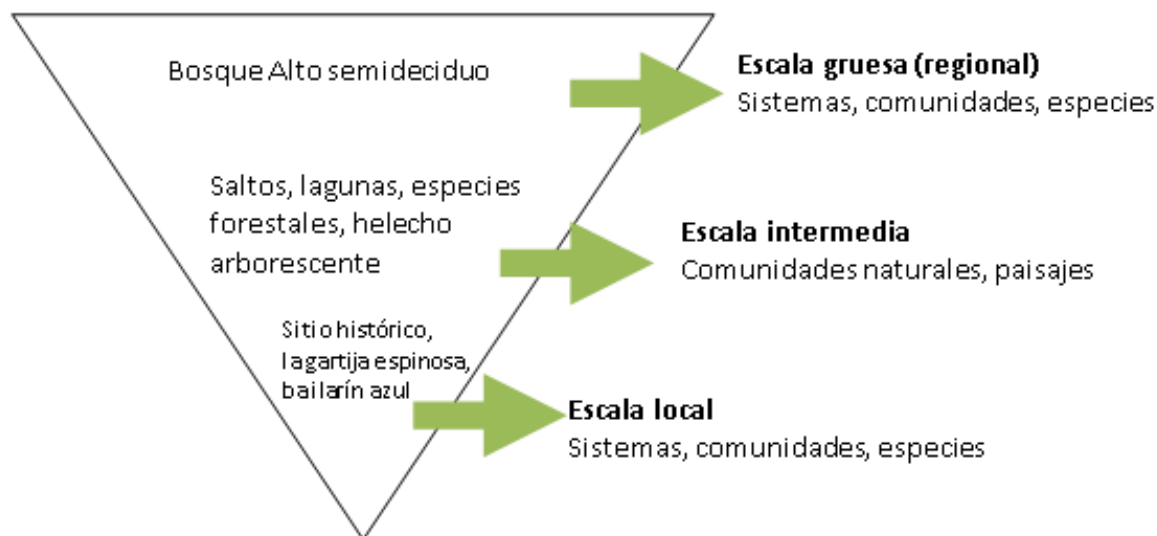 Bosque Alto semideciduo
Escala gruesa (regional)
Sistemas, comunidades, especies
Saltos, lagunas, especies
forestales, helecho
arborescente
Escala intermedia
Comunidades naturales, paisajes
Sitio histórico,
lagartija espinosa,
bailarín azul
Escala local
Sistemas, comunidades, especies